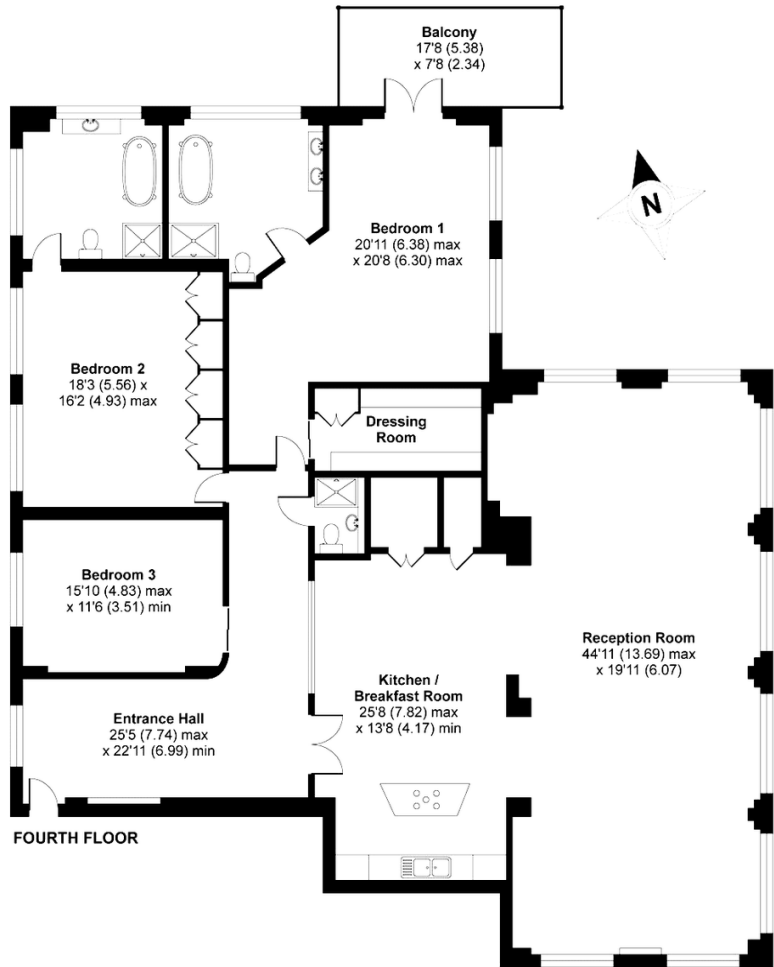 Balcony
17'8 (5.38)
x 7'8 (2.34)
N
Bedroom 1
20'11 (6.38) max
x 20'8 (6.30) max
Bedroom 2
18'3 (5.56) x
16'2 (4.93) max
Dressing
Room
Bedroom 3
15'10 (4.83) max
x 11'6 (3.51) min
Reception Room
44'11 (13.69) max
x 19'11 (6.07)
Kitchen /
Breakfast Room
25'8 (7.82) max
x 13'8 (4.17) min
Entrance Hall
25'5 (7.74) max
x 22'11 (6.99) min
FOURTH FLOOR